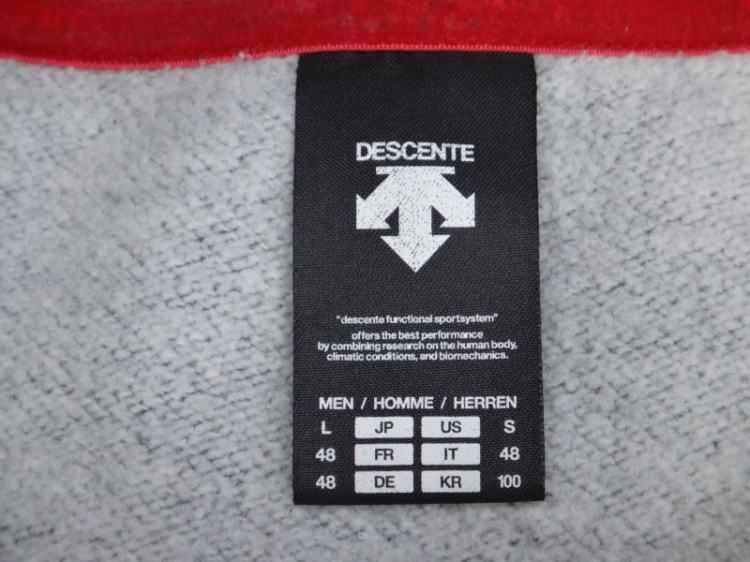 DESCENTE
"descente functional sportsystem"
offers the best performance
by combining research on the human body,
climatic conditions, and biomechanics.
MEN / HOMME / HERREN
L JP US S
48 FR IT 48
48 DE KR 100